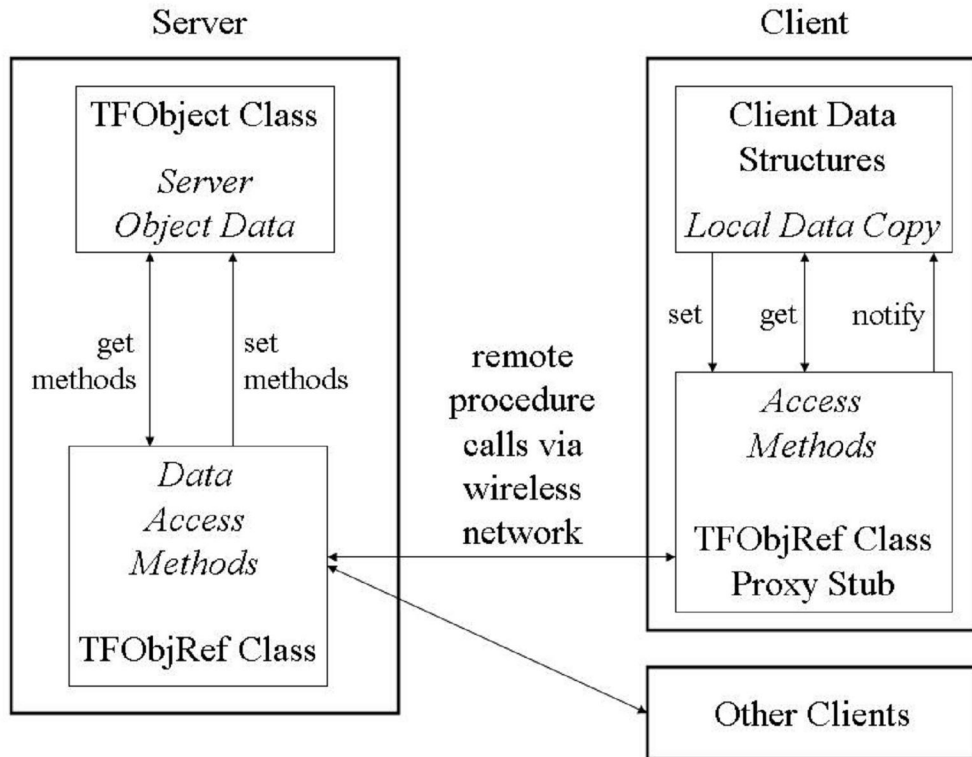 Server
TFObject Class
Server
Object Data
get
methods
set
methods
Data
Access
Methods
TFObjRef Class
remote
procedure
calls via
wireless
network
Client
Client Data
Structures
Local Data Copy
set
get
notify
Access
Methods
TFObjRef Class
Proxy Stub
Other Clients